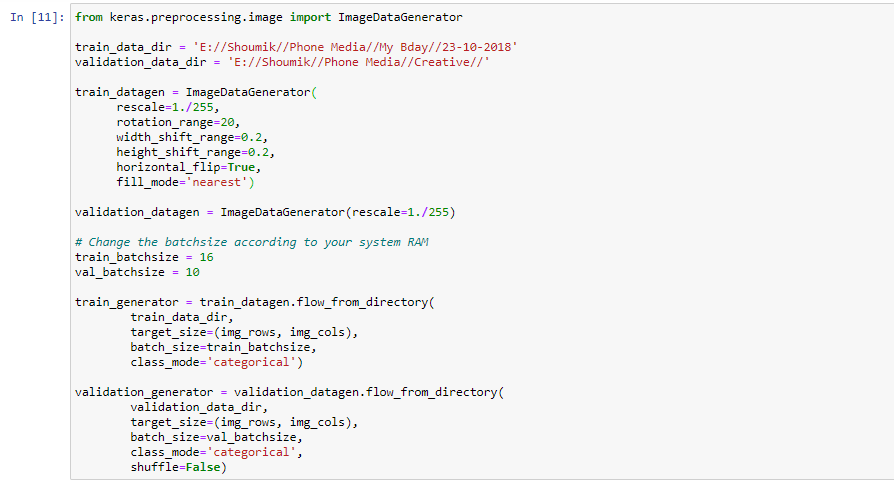 In [11]: from keras.preprocessing.image import ImageDataGenerator
train_data_dir = 'E://Shoumik//Phone Media//My Bday//23-10-2018'
validation_data_dir = 'E://Shoumik//Phone Media//Creative//'
train_datagen = ImageDataGenerator(
rescale=1./255,
rotation_range=20,
width_shift_range=0.2,
height_shift_range=0.2,
horizontal_flip=True,
fill_mode='nearest')
validation_datagen = ImageDataGenerator(rescale=1./255)
# Change the batchsize according to your system RAM
train_batchsize = 16
val_batchsize = 10
train_generator = train_datagen.flow_from_directory(
train_data_dir,
target_size=(img_rows, img_cols),
batch_size=train_batchsize,
class_mode='categorical')
validation_generator = validation_datagen.flow_from_directory(
validation_data_dir,
target_size=(img_rows, img_cols),
batch_size=val_batchsize,
class_mode='categorical',
shuffle=False)